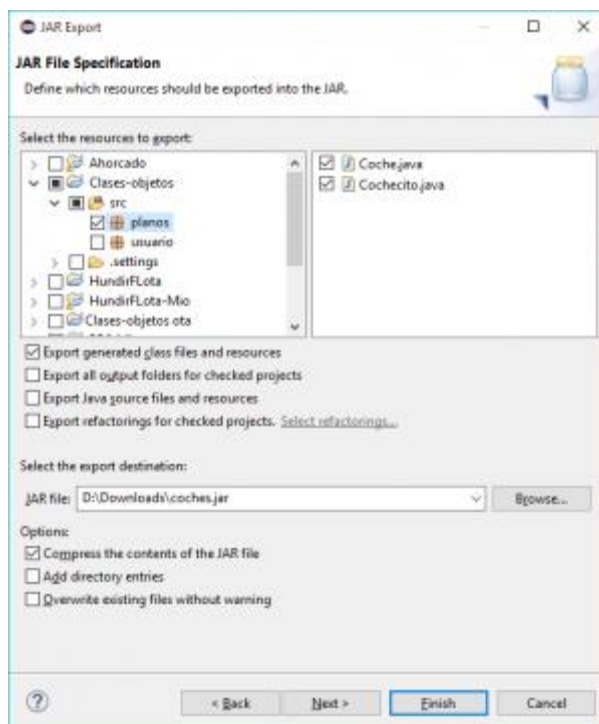 JAR Export
JAR File Specification
Define which resources should be exported into the JAR.
Select the resources to export:
Ahorcado
Clases-objetos
src
planos
usuario
.settings
HundirFLota
HundirFLota-Mio
Clases-objetos ota
Coche.java
Cochecito.java
Export generated class files and resources
Export all output folders for checked projects
Export Java source files and resources
Export refactorings for checked projects. Select refactorings...
Select the export destination:
JAR file: D:\Downloads\coches.jar Browse...
Options:
Compress the contents of the JAR file
Add directory entries
Overwrite existing files without warning
? < Back Next > Finish Cancel